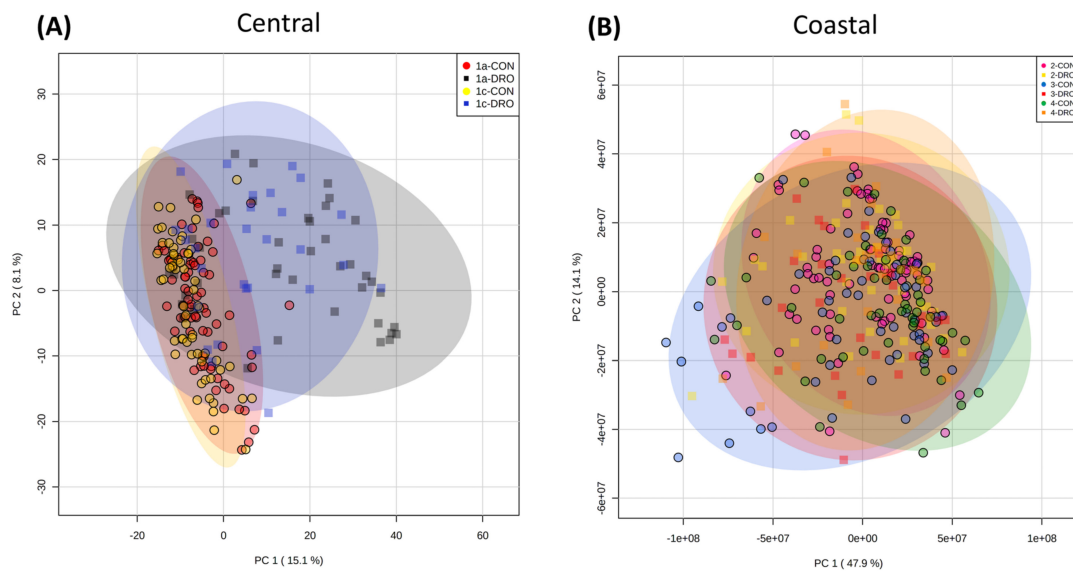 (A) Central
1a-CON
1a-DRO
1c-CON
1c-DRO
PC 2 ( 8.1 %)
30
20
10
0
-10
-20
-30
-20
0
20
40
60
PC 1 ( 15.1 %)
(B) Coastal
2-CON
2-DRO
3-CON
3-DRO
4-CON
4-DRO
PC 2 ( 14.1 %)
6e+07
4e+07
2e+07
0e+00
-2e+07
-4e+07
-6e+07
-1e+08
-5e+07
0e+00
5e+07
1e+08
PC 1 ( 47.9 %)